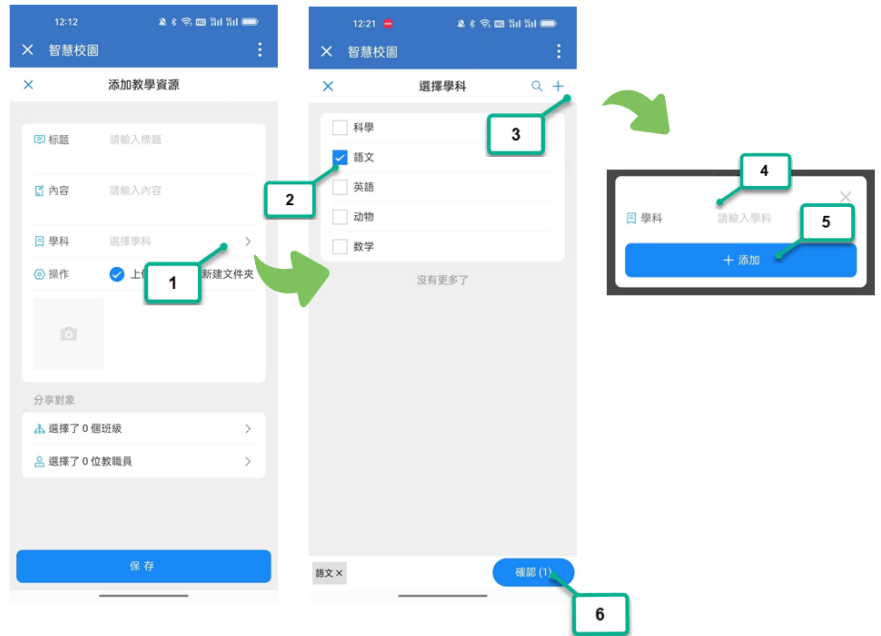 12:12
智慧校園
添加教學資源
标题 請輸入標題
內容 請輸入內容
學科 選擇學科
操作 新建文件夾
1
分享對象
選擇了 0 個班級
選擇了 0 位教職員
保存
12:21
智慧校園
選擇學科
3
科學
語文
2
英語
动物
数学
沒有更多了
語文 ×
確認 (1)
6
4
學科 請輸入學科
5
+ 添加